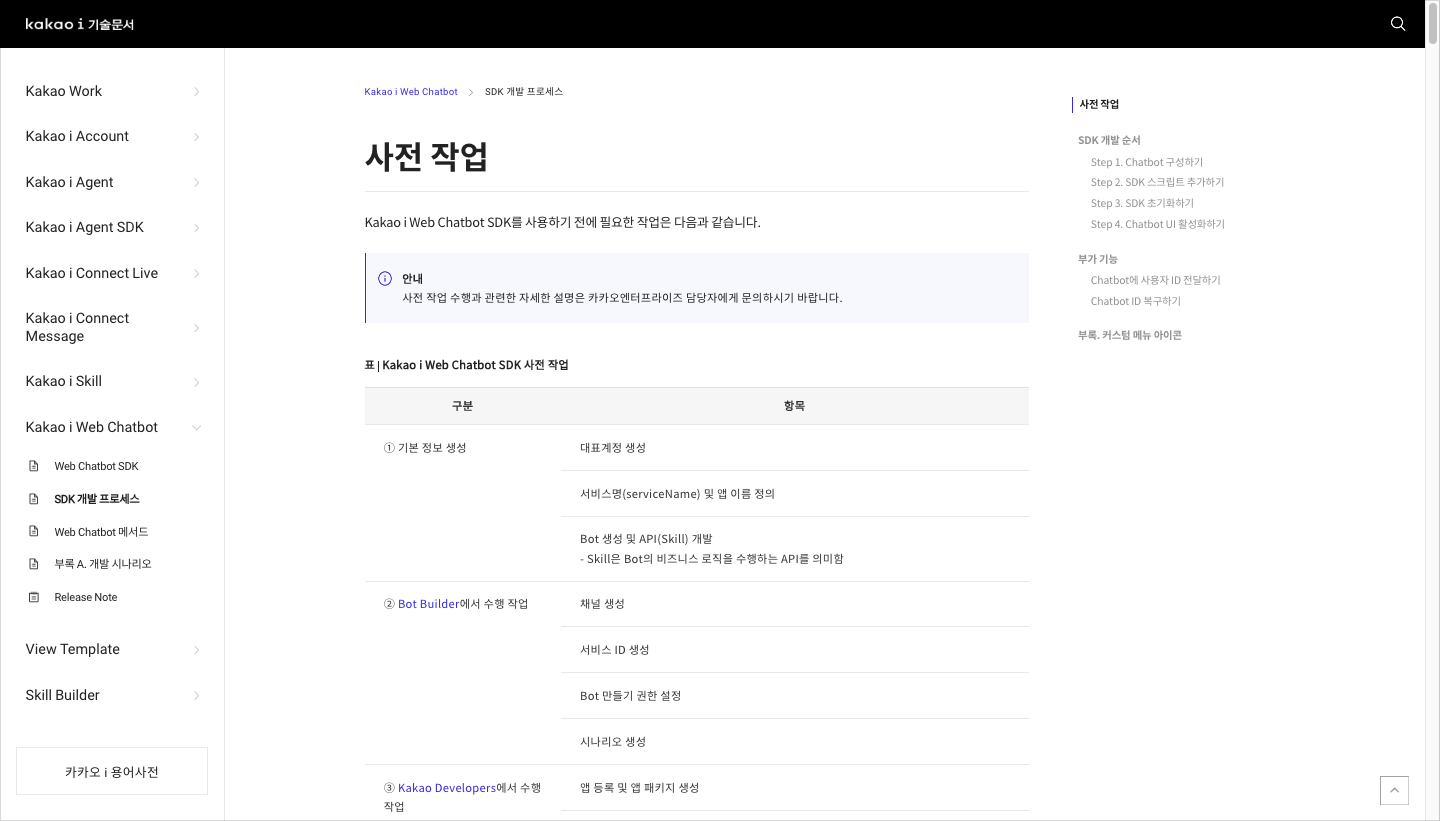 kakao i 기술문서
Kakao Work
Kakao i Account
Kakao i Agent
Kakao i Agent SDK
Kakao i Connect Live
Kakao i Connect
Message
Kakao i Skill
Kakao i Web Chatbot
Web Chatbot SDK
SDK 개발 프로세스
Web Chatbot 메서드
부록 A. 개발 시나리오
Release Note
View Template
Skill Builder
카카오 i 용어사전
Kakao i Web Chatbot
SDK 개발 프로세스
사전 작업
Kakao i Web Chatbot SDK를 사용하기 전에 필요한 작업은 다음과 같습니다.
안내
사전 작업 수행과 관련한 자세한 설명은 카카오엔터프라이즈 담당자에게 문의하시기 바랍니다.
표 | Kakao i Web Chatbot SDK 사전 작업
구분
항목
① 기본 정보 생성
대표계정 생성
서비스명(serviceName) 및 앱 이름 정의
Bot 생성 및 API(Skill) 개발
- Skill은 Bot의 비즈니스 로직을 수행하는 API를 의미함
② Bot Builder에서 수행 작업
채널 생성
서비스 ID 생성
Bot 만들기 권한 설정
시나리오 생성
③ Kakao Developers에서 수행
작업
앱 등록 및 앱 패키지 생성
사전 작업
SDK 개발 순서
Step 1. Chatbot 구성하기
Step 2. SDK 스크립트 추가하기
Step 3. SDK 초기화하기
Step 4. Chatbot UI 활성화하기
부가 기능
Chatbot에 사용자 ID 전달하기
Chatbot ID 복구하기
부록. 커스텀 메뉴 아이콘